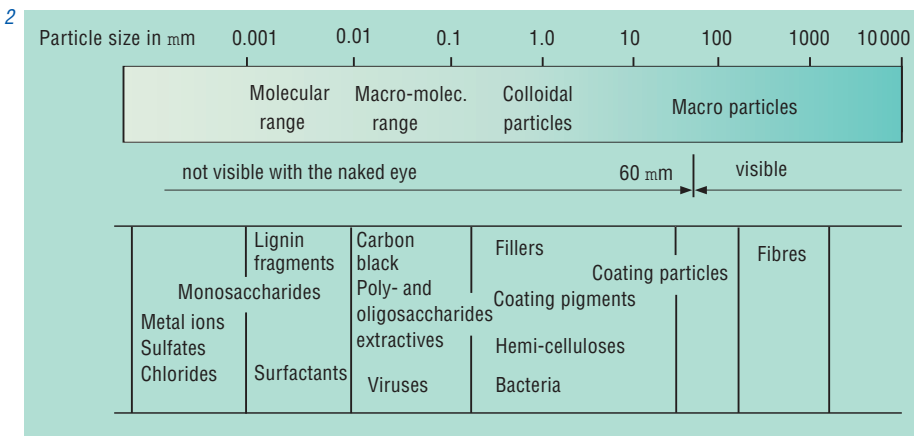 2
Particle size in mm 0.001 0.01 0.1 1.0 10 100 1000 10000
Molecular range
Macro-molec. range
Colloidal particles
Macro particles
not visible with the naked eye 60 mm visible
Lignin
fragments
Carbon
black
Fillers
Fibres
Coating particles
Monosaccharides
Poly- and
oligosaccharides
extractives
Coating pigments
Metal ions
Sulfates
Chlorides
Hemi-celluloses
Surfactants
Viruses
Bacteria